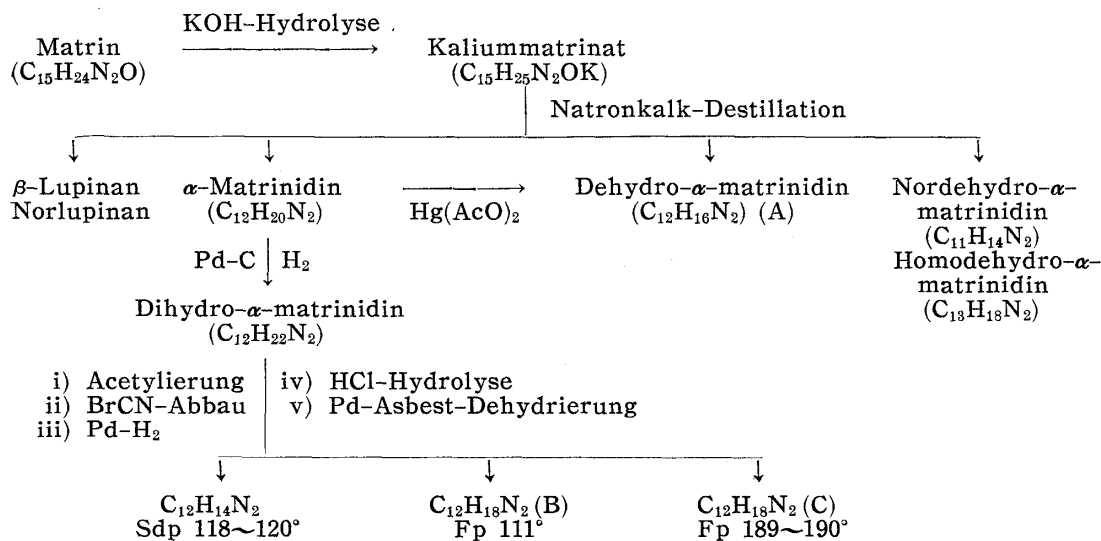 KOH-Hydrolyse
Matrin
Kaliummatrinat
(C₁₅H₂₄N₂O)
(C₁₅H₂₅N₂OK)
Natronkalk-Destillation
β-Lupinan
Norlupinan
α-Matrinidin
(C₁₂H₂₀N₂)
Hg(AcO)₂
Dehydro-α-matrinidin
(C₁₂H₁₆N₂) (A)
Nordehydro-α-
matrinidin
(C₁₁H₁₄N₂)
Homodehydro-α-
matrinidin
(C₁₃H₁₈N₂)
Pd-C H₂
Dihydro-α-matrinidin
(C₁₂H₂₂N₂)
i) Acetylierung
ii) BrCN-Abbau
iii) Pd-H₂
iv) HCl-Hydrolyse
v) Pd-Asbest-Dehydrierung
C₁₂H₁₄N₂
Sdp 118~120°
C₁₂H₁₈N₂ (B)
Fp 111°
C₁₂H₁₈N₂ (C)
Fp 189~190°